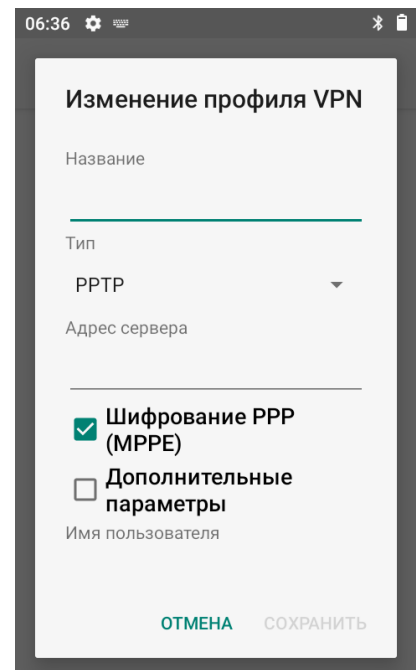 06:36
Изменение профиля VPN
Название
Тип
PPTP
Адрес сервера
Шифрование PPP
(MPPE)
Дополнительные
параметры
Имя пользователя
ОТМЕНА СОХРАНИТЬ